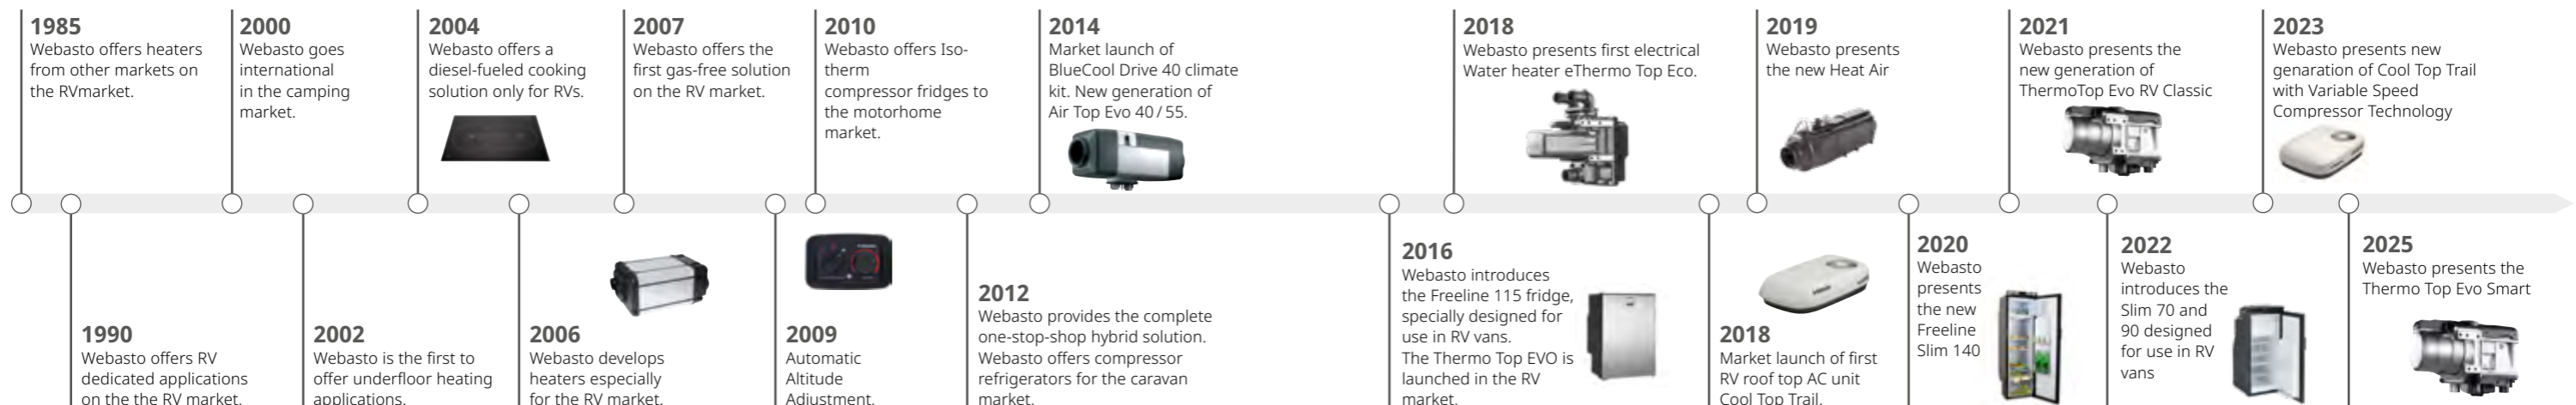 1985
Webasto offers heaters
from other markets on
the RVmarket.
2000
Webasto goes
international
in the camping
market.
2004
Webasto offers a
diesel-fueled cooking
solution only for RVs.
2007
Webasto offers the
first gas-free solution
on the RV market.
2010
Webasto offers Iso-
therm
compressor fridges to
the motorhome
market.
2014
Market launch of
BlueCool Drive 40 climate
kit. New generation of
Air Top Evo 40 / 55.
2018
Webasto presents first electrical
Water heater eThermo Top Eco.
2019
Webasto presents
the new Heat Air
2021
Webasto presents the
new generation of
ThermoTop Evo RV Classic
2023
Webasto presents new
genaration of Cool Top Trail
with Variable Speed
Compressor Technology
1990
Webasto offers RV
dedicated applications
on the the RV market.
2002
Webasto is the first to
offer underfloor heating
applications.
2006
Webasto develops
heaters especially
for the RV market.
2009
Automatic
Altitude
Adjustment.
2012
Webasto provides the complete
one-stop-shop hybrid solution.
Webasto offers compressor
refrigerators for the caravan
market.
2016
Webasto introduces
the Freeline 115 fridge,
specially designed for
use in RV vans.
The Thermo Top EVO is
launched in the RV
market.
2018
Market launch of first
RV roof top AC unit
Cool Top Trail.
2020
Webasto
presents
the new
Freeline
Slim 140
2022
Webasto
introduces the
Slim 70 and
90 designed
for use in RV
vans
2025
Webasto presents the
Thermo Top Evo Smart